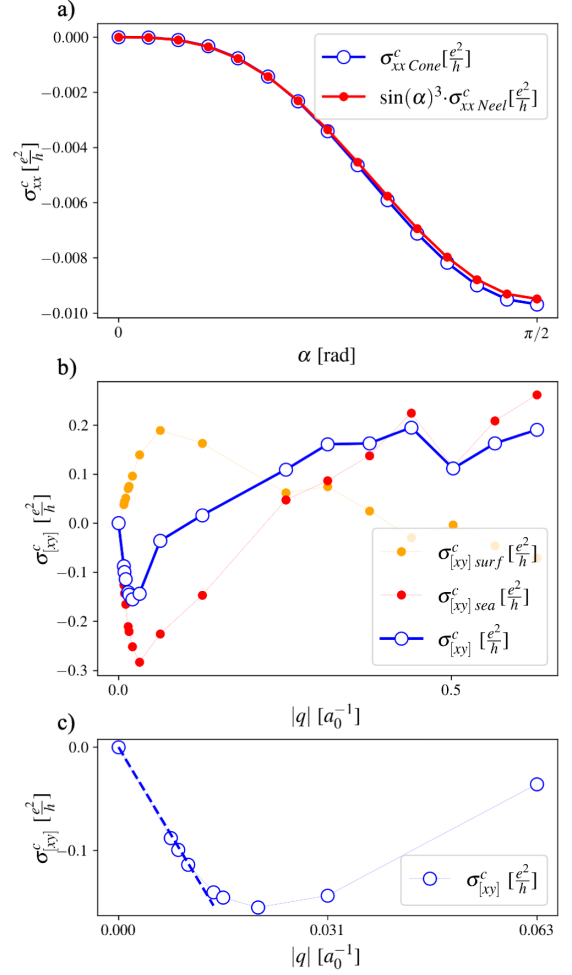 a)
0.000
−0.002
−0.004
−0.006
−0.008
−0.010
σ^c_xx [e²/h]
σ^c_xx Cone[e²/h]
sin(α)³·σ^c_xx Neel[e²/h]
0
π/2
α [rad]
b)
0.2
0.1
0.0
−0.1
−0.2
−0.3
σ^c_[xy] [e²/h]
σ^c_[xy] surf [e²/h]
σ^c_[xy] sea [e²/h]
σ^c_[xy] [e²/h]
0.0
0.5
|q| [a₀⁻¹]
c)
0.0
−0.1
σ^c_[xy] [e²/h]
σ^c_[xy] [e²/h]
0.000
0.031
0.063
|q| [a₀⁻¹]